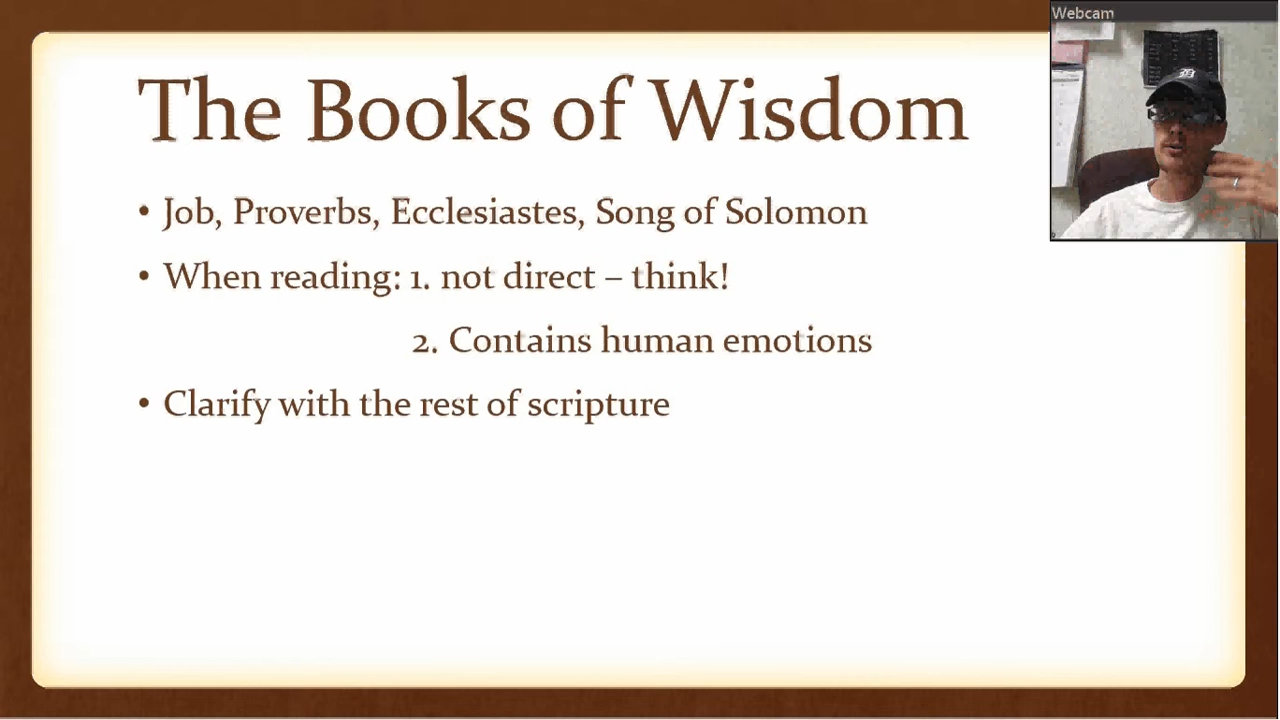 Webcam
The Books of Wisdom
• Job, Proverbs, Ecclesiastes, Song of Solomon
• When reading: 1. not direct – think!
2. Contains human emotions
• Clarify with the rest of scripture